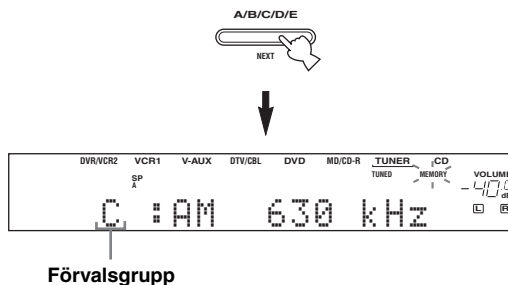 A/B/C/D/E
NEXT
DVR/VCR2 VCR1 V-AUX DTV/CBL DVD MD/CD-R TUNER CD
SP A TUNED MEMORY VOLUME
C :AM 630 kHz
L R
Förvalsgrupp